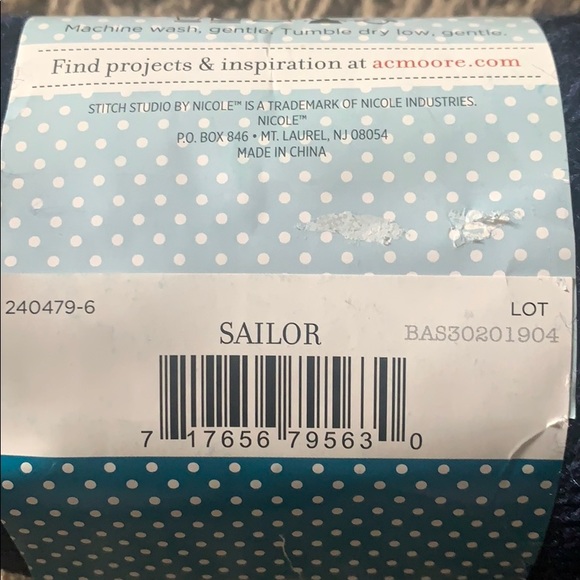 Machine wash, gentle. Tumble dry low, gentle.
Find projects & inspiration at acmoore.com
STITCH STUDIO BY NICOLE™ IS A TRADEMARK OF NICOLE INDUSTRIES.
NICOLE™
P.O. BOX 846 • MT. LAUREL, NJ 08054
MADE IN CHINA
240479-6
LOT
SAILOR
BAS30201904
7 17656 79563 0